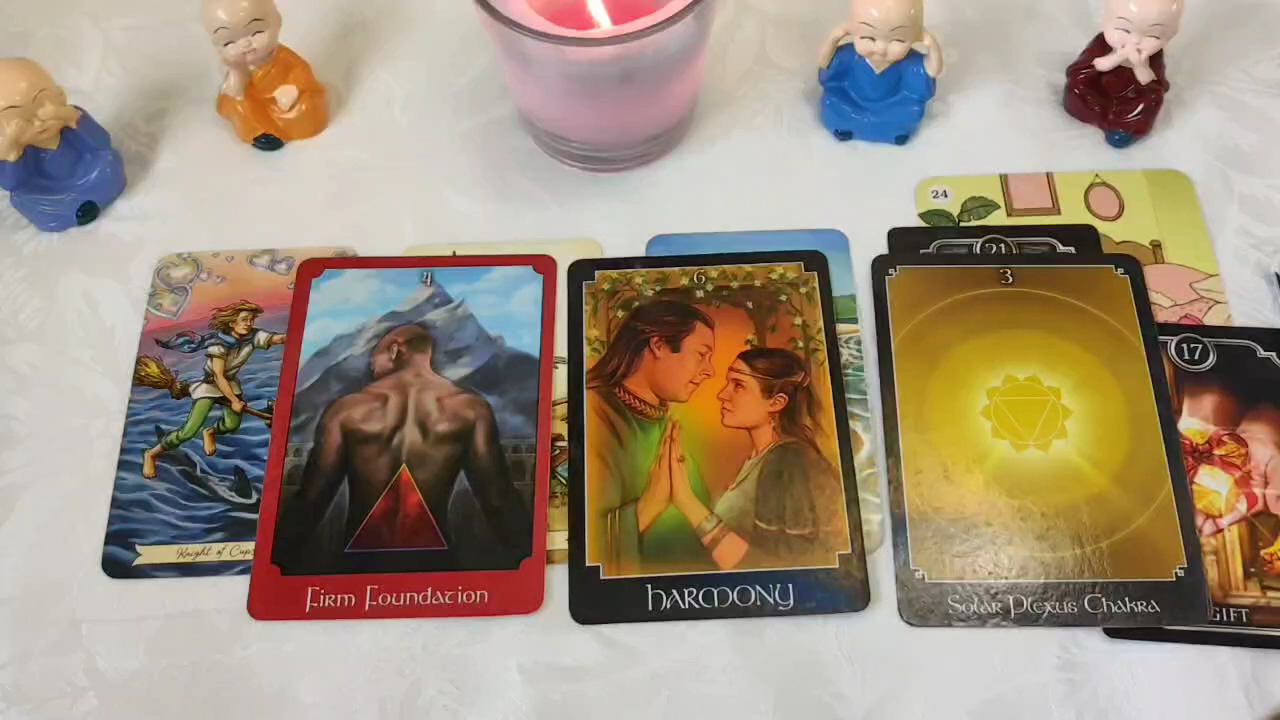 24
21
4
6
3
17
Knight of Cups
Firm Foundation
Harmony
Solar Plexus Chakra
GIFT